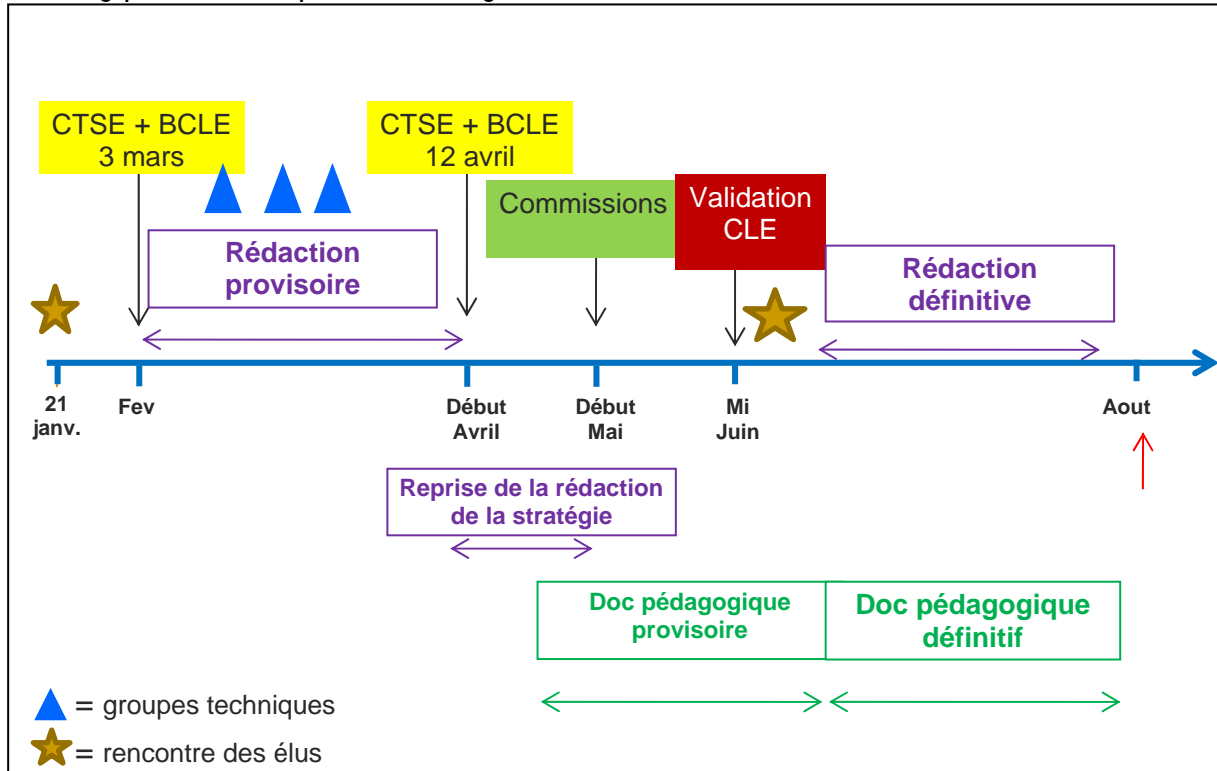 CTSE + BCLE
3 mars
CTSE + BCLE
12 avril
Commissions
Validation
CLE
Rédaction
provisoire
Rédaction
définitive
21
janv.
Fev
Début
Avril
Début
Mai
Mi
Juin
Aout
Reprise de la rédaction
de la stratégie
Doc pédagogique
provisoire
Doc pédagogique
définitif
= groupes techniques
= rencontre des élus